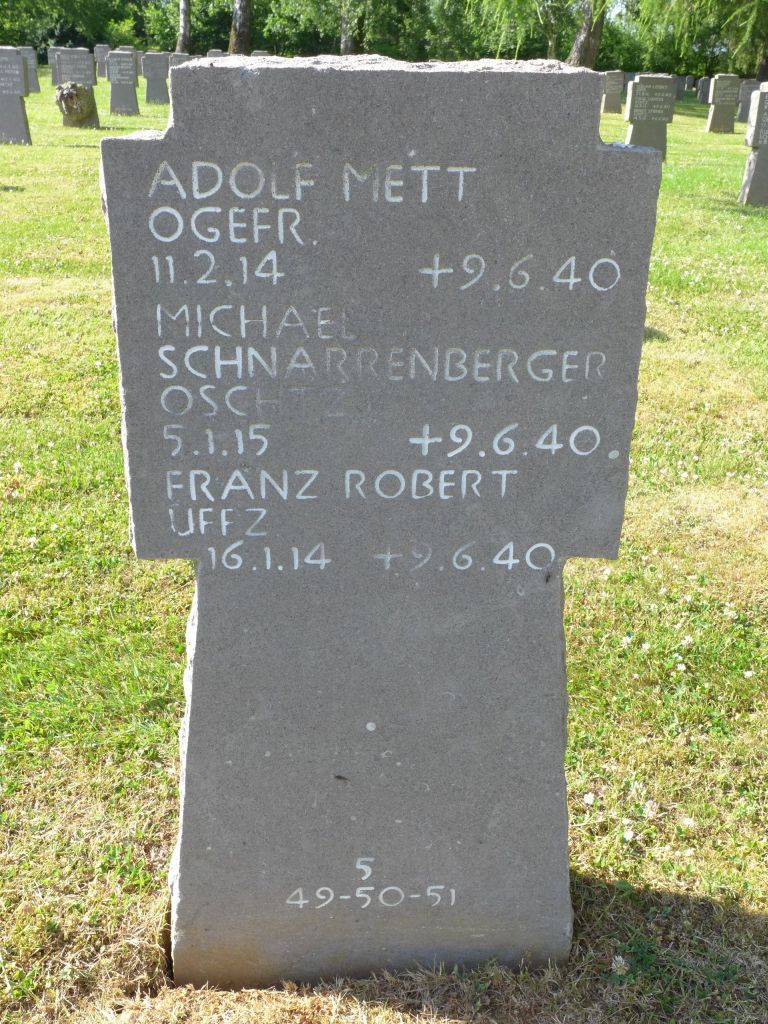 ADOLF METT
OGEFR.
11.2.14 +9.6.40
MICHAEL
SCHNARRENBERGER
OSCHTZ
5.1.15 +9.6.40.
FRANZ ROBERT
UFFZ
16.1.14 +9.6.40
5
49-50-51